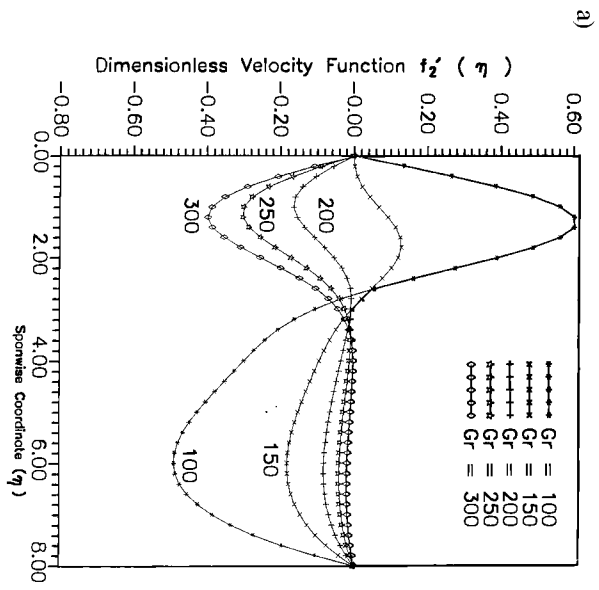 a)
Dimensionless Velocity Function f₂′ ( η )
-0.80
-0.60
-0.40
-0.20
-0.00
0.20
0.40
0.60
0.00
2.00
4.00
6.00
8.00
Spanwise Coordinate (η)
300
250
200
150
100
Gr = 100
Gr = 150
Gr = 200
Gr = 250
Gr = 300